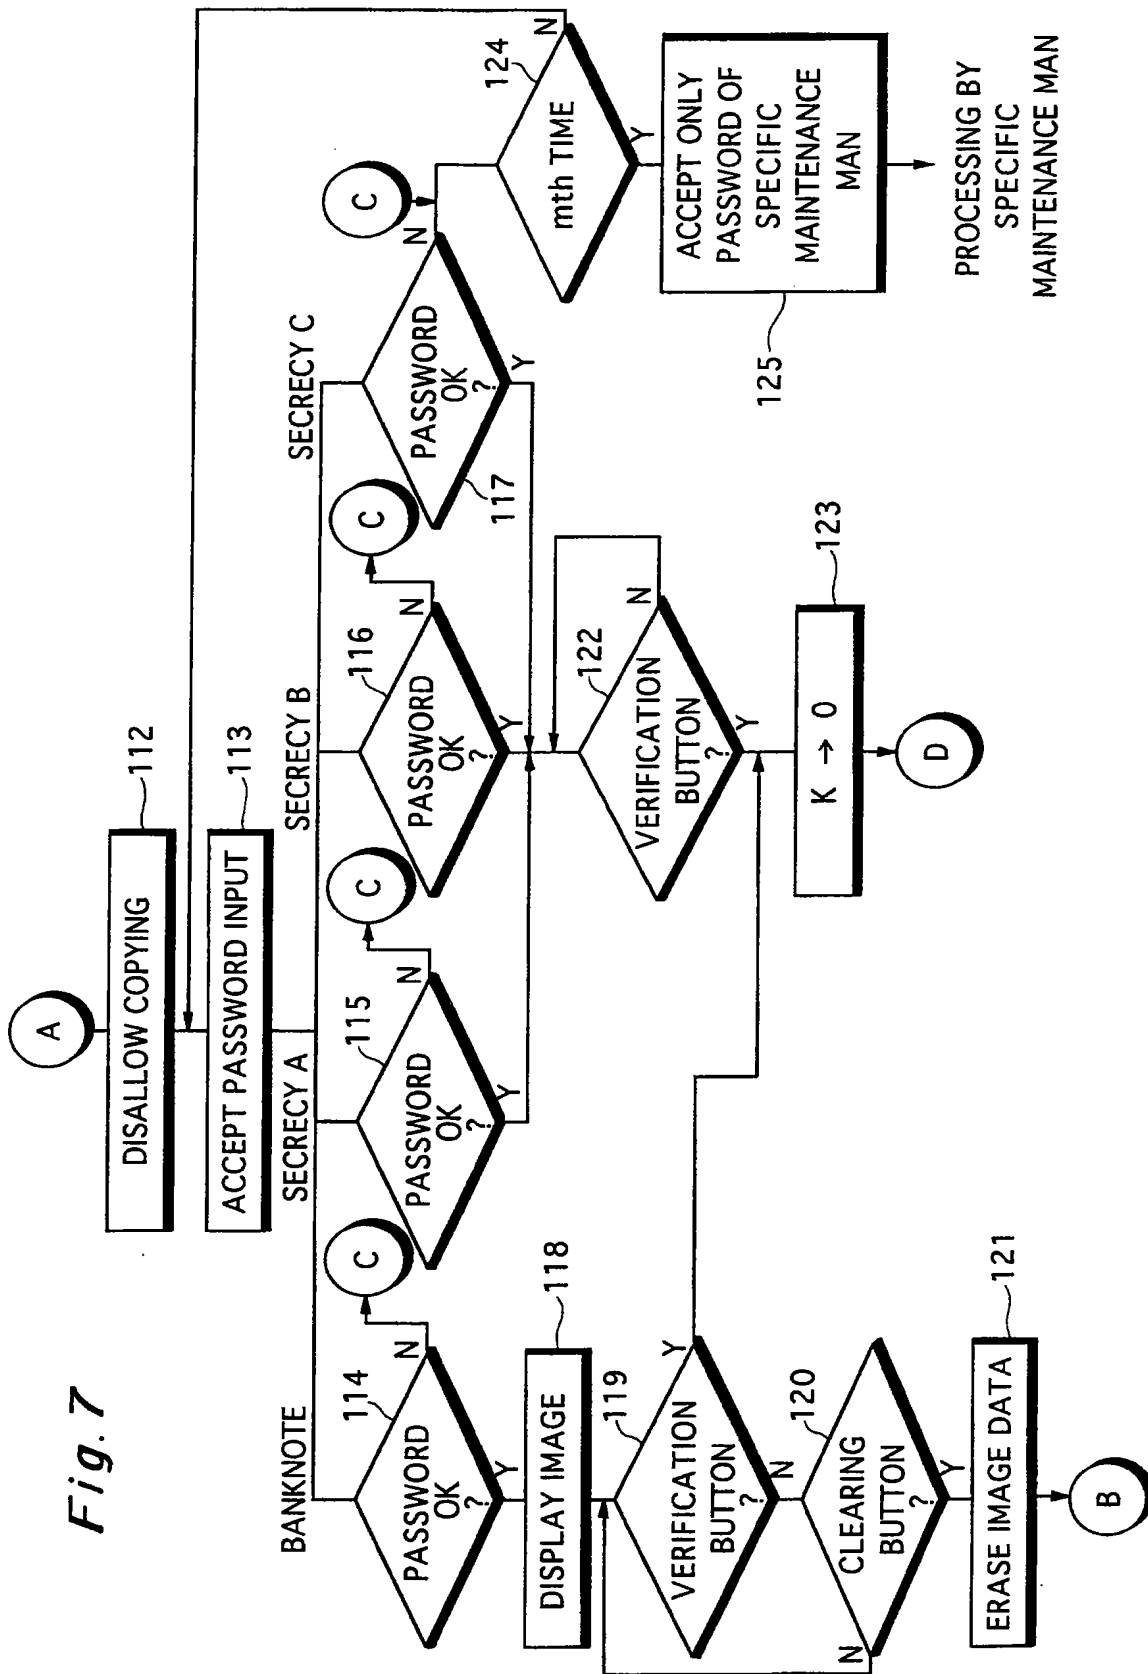 Fig. 7
A
DISALLOW COPYING
112
ACCEPT PASSWORD INPUT
113
BANKNOTE
SECRECY A
SECRECY B
SECRECY C
PASSWORD
OK
?
114
N
Y
C
PASSWORD
OK
?
115
N
Y
C
PASSWORD
OK
?
116
N
Y
C
PASSWORD
OK
?
117
N
Y
C
DISPLAY IMAGE
118
VERIFICATION
BUTTON
?
119
Y
N
CLEARING
BUTTON
?
120
N
Y
ERASE IMAGE DATA
121
B
VERIFICATION
BUTTON
?
122
N
Y
K → O
123
D
mth TIME
124
N
Y
ACCEPT ONLY
PASSWORD OF
SPECIFIC
MAINTENANCE
MAN
125
PROCESSING BY
SPECIFIC
MAINTENANCE MAN